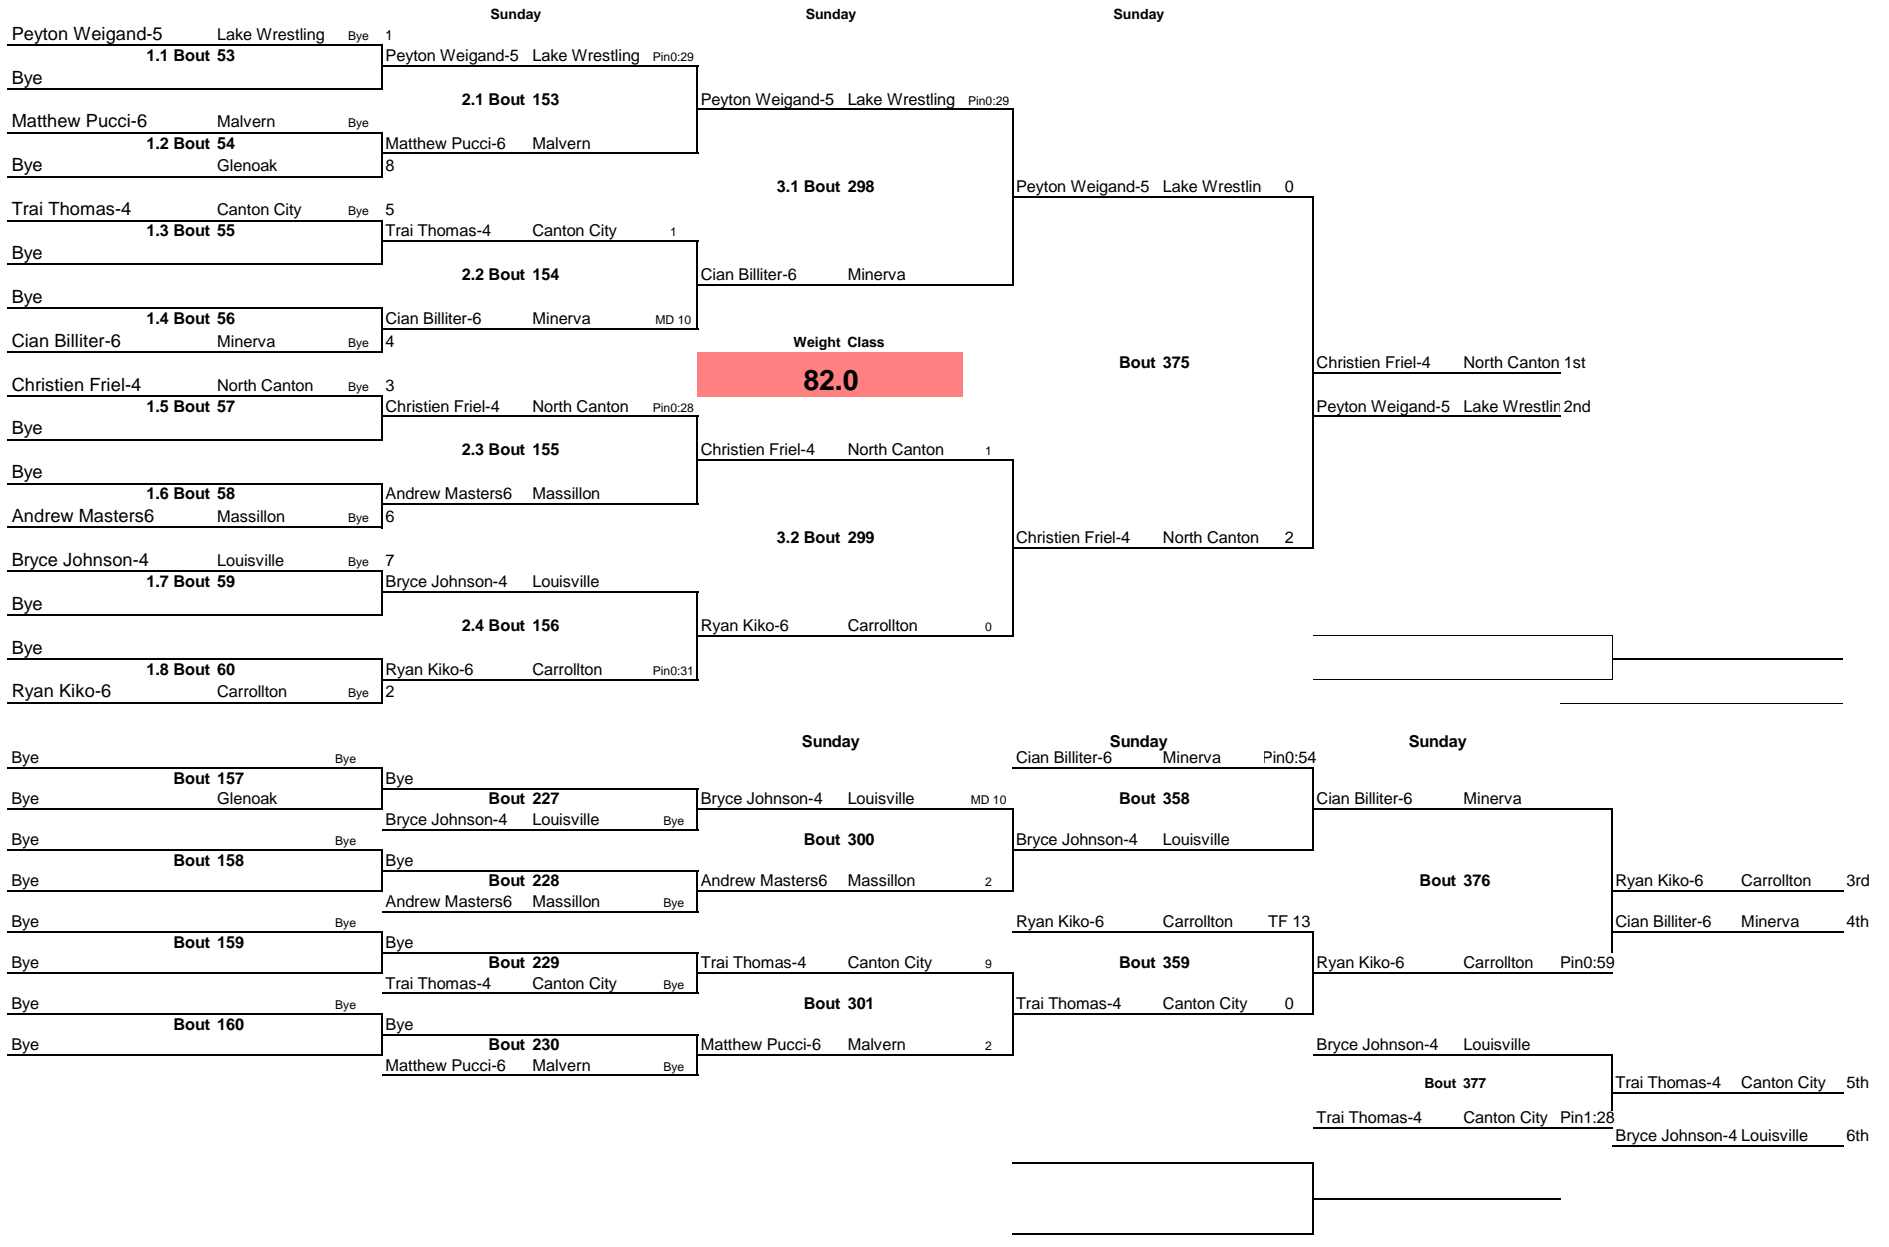 Sunday Sunday Sunday
Peyton Weigand-5 Lake Wrestling Bye 1
1.1 Bout 53 Peyton Weigand-5 Lake Wrestling Pin0:29
Bye
2.1 Bout 153 Peyton Weigand-5 Lake Wrestling Pin0:29
Matthew Pucci-6 Malvern Bye
1.2 Bout 54 Matthew Pucci-6 Malvern
Bye Glenoak 8
3.1 Bout 298 Peyton Weigand-5 Lake Wrestlin 0
Trai Thomas-4 Canton City Bye 5
1.3 Bout 55 Trai Thomas-4 Canton City 1
Bye
2.2 Bout 154 Cian Billiter-6 Minerva
Bye
1.4 Bout 56 Cian Billiter-6 Minerva MD 10
Cian Billiter-6 Minerva Bye 4 Weight Class
Bout 375 Christien Friel-4 North Canton 1st
Christien Friel-4 North Canton Bye 3 82.0
1.5 Bout 57 Christien Friel-4 North Canton Pin0:28 Peyton Weigand-5 Lake Wrestlin 2nd
Bye
2.3 Bout 155 Christien Friel-4 North Canton 1
Bye
1.6 Bout 58 Andrew Masters6 Massillon
Andrew Masters6 Massillon Bye 6
3.2 Bout 299 Christien Friel-4 North Canton 2
Bryce Johnson-4 Louisville Bye 7
1.7 Bout 59 Bryce Johnson-4 Louisville
Bye
2.4 Bout 156 Ryan Kiko-6 Carrollton 0
Bye
1.8 Bout 60 Ryan Kiko-6 Carrollton Pin0:31
Ryan Kiko-6 Carrollton Bye 2
Sunday Sunday Sunday
Bye Bye Cian Billiter-6 Minerva Pin0:54
Bout 157 Bye
Bye Glenoak Bout 227 Bryce Johnson-4 Louisville MD 10 Bout 358 Cian Billiter-6 Minerva
Bryce Johnson-4 Louisville Bye
Bye Bye Bout 300 Bryce Johnson-4 Louisville
Bout 158 Bye
Bye Bout 228 Andrew Masters6 Massillon 2 Bout 376 Ryan Kiko-6 Carrollton 3rd
Andrew Masters6 Massillon Bye
Bye Bye Ryan Kiko-6 Carrollton TF 13 Cian Billiter-6 Minerva 4th
Bout 159 Bye
Bye Bout 229 Trai Thomas-4 Canton City 9 Bout 359 Ryan Kiko-6 Carrollton Pin0:59
Trai Thomas-4 Canton City Bye
Bye Bye Bout 301 Trai Thomas-4 Canton City 0
Bout 160 Bye
Bye Bout 230 Matthew Pucci-6 Malvern 2 Bryce Johnson-4 Louisville
Matthew Pucci-6 Malvern Bye
Bout 377 Trai Thomas-4 Canton City 5th
Trai Thomas-4 Canton City Pin1:28
Bryce Johnson-4 Louisville 6th